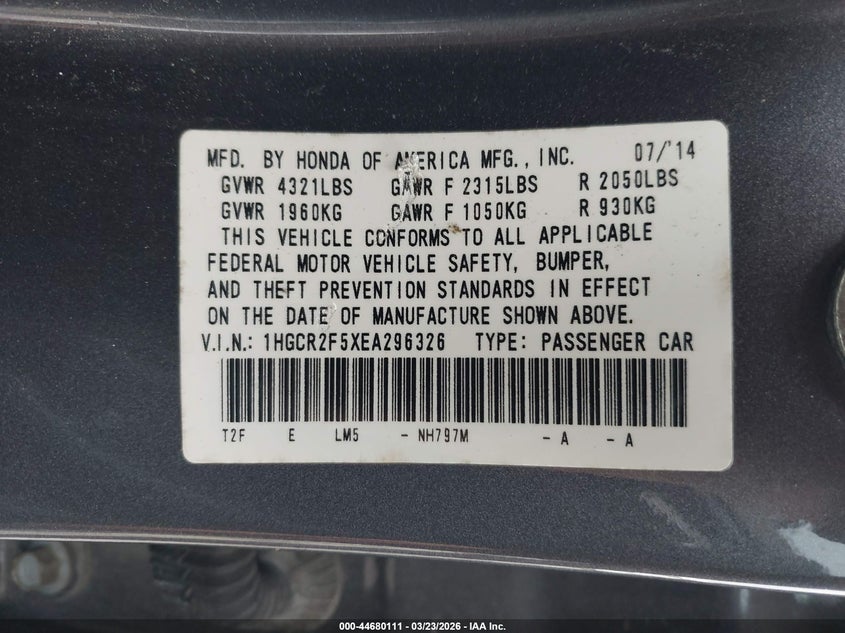 MFD. BY HONDA OF AMERICA MFG., INC. 07/'14
GVWR 4321LBS GAWR F 2315LBS R 2050LBS
GVWR 1960KG GAWR F 1050KG R 930KG
THIS VEHICLE CONFORMS TO ALL APPLICABLE
FEDERAL MOTOR VEHICLE SAFETY, BUMPER,
AND THEFT PREVENTION STANDARDS IN EFFECT
ON THE DATE OF MANUFACTURE SHOWN ABOVE.
V.I.N.: 1HGCR2F5XEA296326 TYPE: PASSENGER CAR
T2F E LM5 - NH797M - A - A
000-44680111 — 03/23/2026 — IAA Inc.